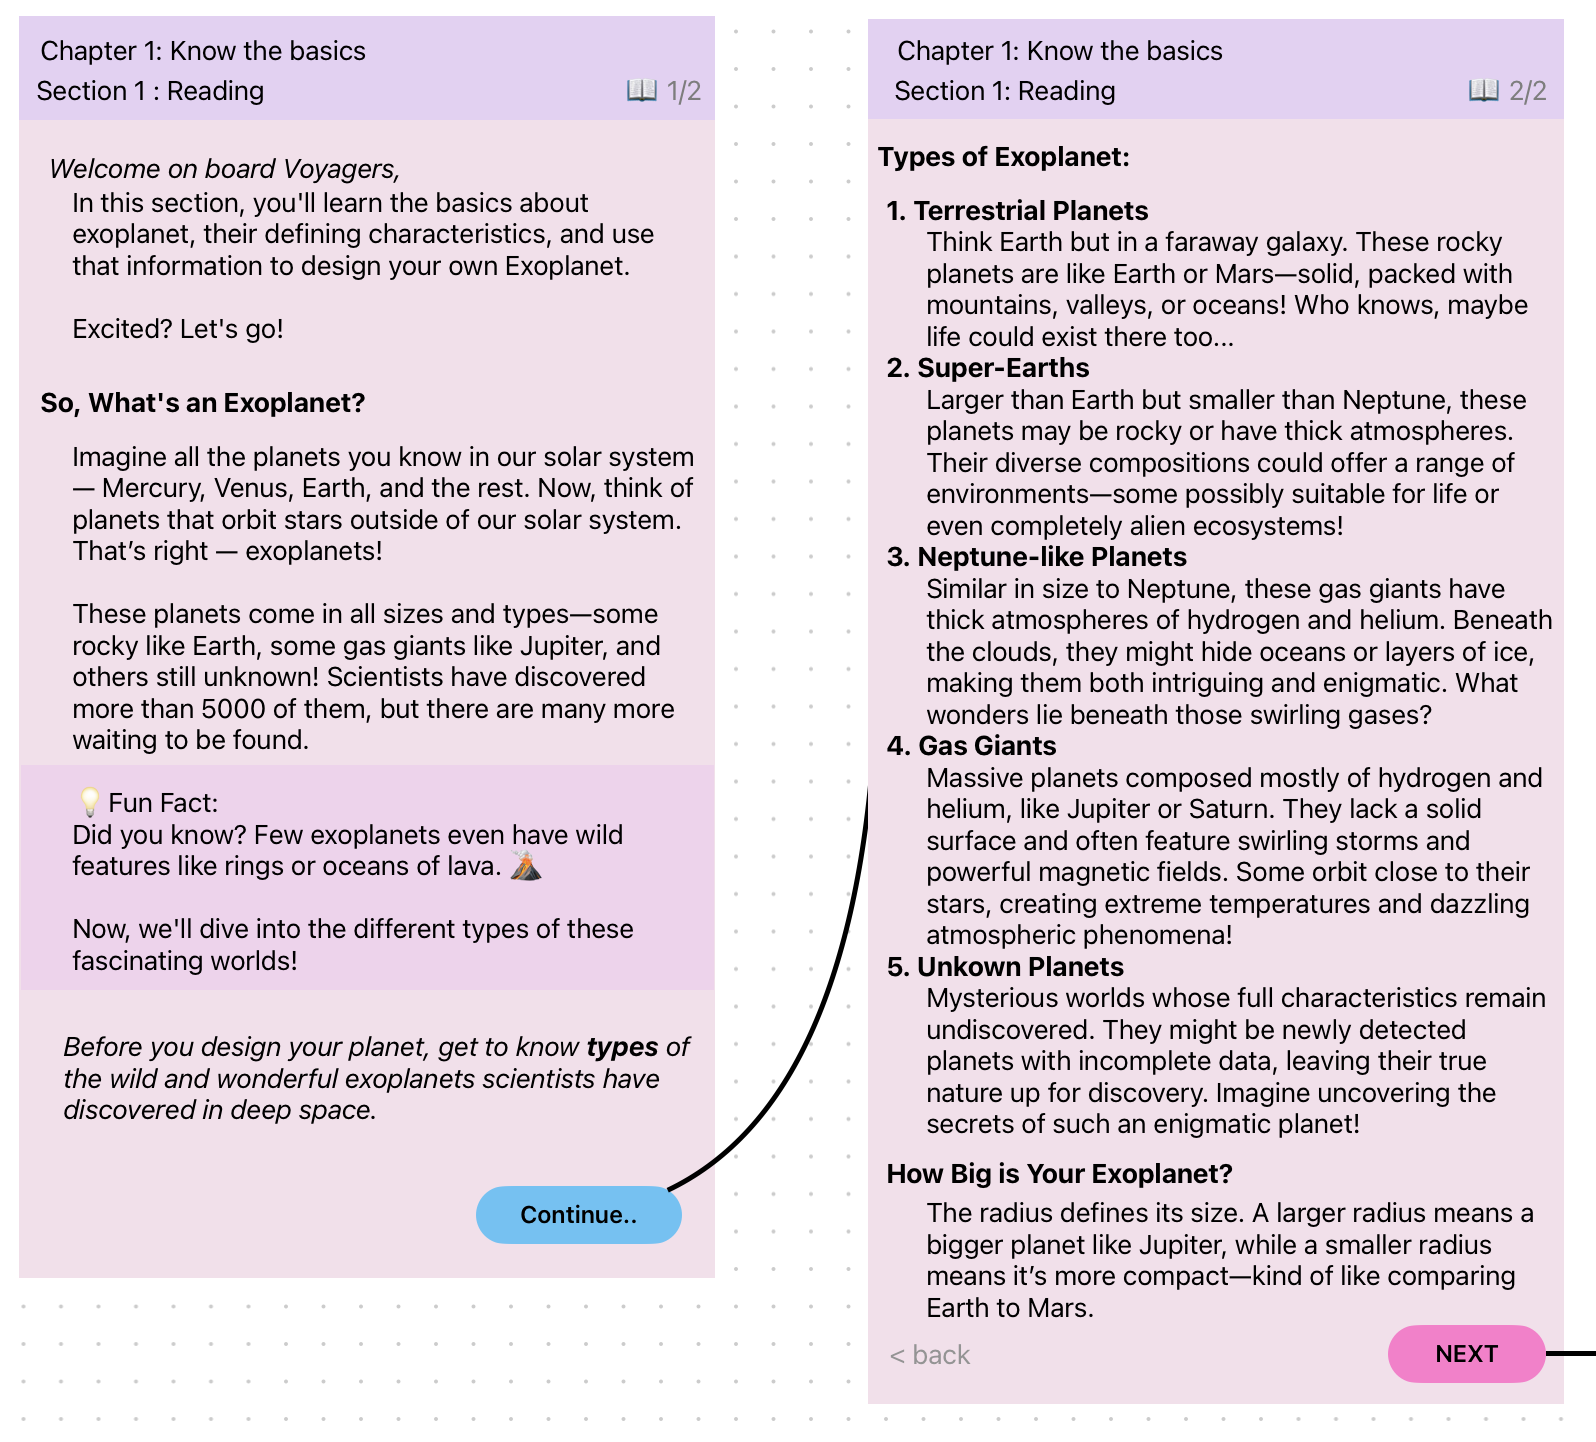 Chapter 1: Know the basics
Section 1 : Reading
📖 1/2
Welcome on board Voyagers,
In this section, you'll learn the basics about
exoplanet, their defining characteristics, and use
that information to design your own Exoplanet.
Excited? Let's go!
So, What's an Exoplanet?
Imagine all the planets you know in our solar system
— Mercury, Venus, Earth, and the rest. Now, think of
planets that orbit stars outside of our solar system.
That’s right — exoplanets!
These planets come in all sizes and types—some
rocky like Earth, some gas giants like Jupiter, and
others still unknown! Scientists have discovered
more than 5000 of them, but there are many more
waiting to be found.
💡 Fun Fact:
Did you know? Few exoplanets even have wild
features like rings or oceans of lava. 🌋
Now, we'll dive into the different types of these
fascinating worlds!
Before you design your planet, get to know types of
the wild and wonderful exoplanets scientists have
discovered in deep space.
Continue..
Chapter 1: Know the basics
Section 1: Reading
📖 2/2
Types of Exoplanet:
1. Terrestrial Planets
Think Earth but in a faraway galaxy. These rocky
planets are like Earth or Mars—solid, packed with
mountains, valleys, or oceans! Who knows, maybe
life could exist there too...
2. Super-Earths
Larger than Earth but smaller than Neptune, these
planets may be rocky or have thick atmospheres.
Their diverse compositions could offer a range of
environments—some possibly suitable for life or
even completely alien ecosystems!
3. Neptune-like Planets
Similar in size to Neptune, these gas giants have
thick atmospheres of hydrogen and helium. Beneath
the clouds, they might hide oceans or layers of ice,
making them both intriguing and enigmatic. What
wonders lie beneath those swirling gases?
4. Gas Giants
Massive planets composed mostly of hydrogen and
helium, like Jupiter or Saturn. They lack a solid
surface and often feature swirling storms and
powerful magnetic fields. Some orbit close to their
stars, creating extreme temperatures and dazzling
atmospheric phenomena!
5. Unkown Planets
Mysterious worlds whose full characteristics remain
undiscovered. They might be newly detected
planets with incomplete data, leaving their true
nature up for discovery. Imagine uncovering the
secrets of such an enigmatic planet!
How Big is Your Exoplanet?
The radius defines its size. A larger radius means a
bigger planet like Jupiter, while a smaller radius
means it’s more compact—kind of like comparing
Earth to Mars.
< back
NEXT